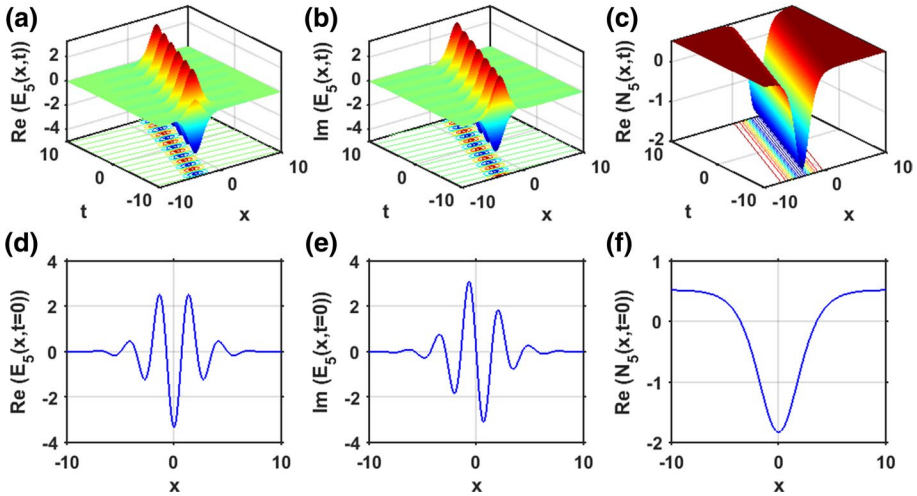 (a) (b) (c)
Re (E5(x,t))
2
0
-2
-4
10
0
-10
t
-10
0
10
x
Im (E5(x,t))
2
0
-2
-4
10
0
-10
t
-10
0
10
x
Re (N5(x,t))
0
-1
-2
10
0
-10
t
-10
0
10
x
(d) (e) (f)
Re (E5(x,t=0))
4
2
0
-2
-4
-10 0 10
x
Im (E5(x,t=0))
4
2
0
-2
-4
-10 0 10
x
Re (N5(x,t=0))
1
0
-1
-2
-10 0 10
x